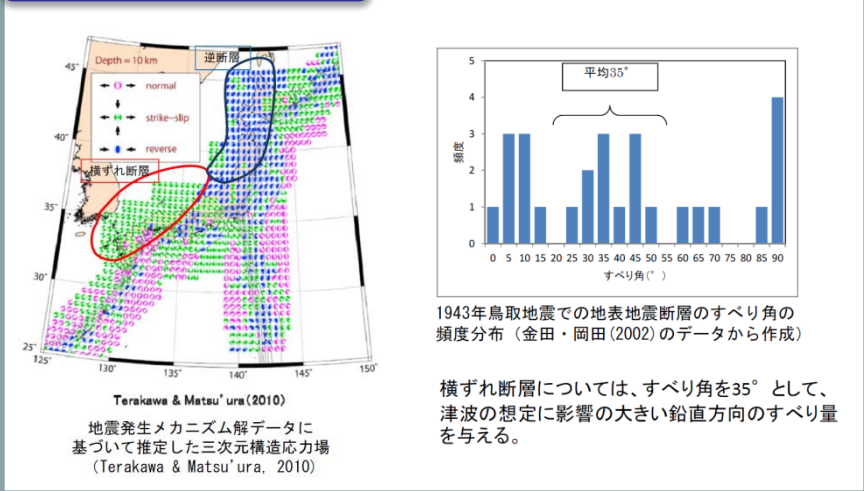 Depth = 10 km
normal
strike-slip
reverse
逆断層
横ずれ断層
45°
40°
35°
30°
25°
125°
130°
135°
140°
145°
150°
Terakawa & Matsu'ura(2010)
地震発生メカニズム解データに
基づいて推定した三次元構造応力場
(Terakawa & Matsu'ura, 2010)
平均35°
頻度
5
4
3
2
1
0
0 5 10 15 20 25 30 35 40 45 50 55 60 65 70 75 80 85 90
すべり角(°)
1943年鳥取地震での地表地震断層のすべり角の
頻度分布(金田・岡田(2002)のデータから作成)
横ずれ断層については、すべり角を35°として、
津波の想定に影響の大きい鉛直方向のすべり量
を与える。